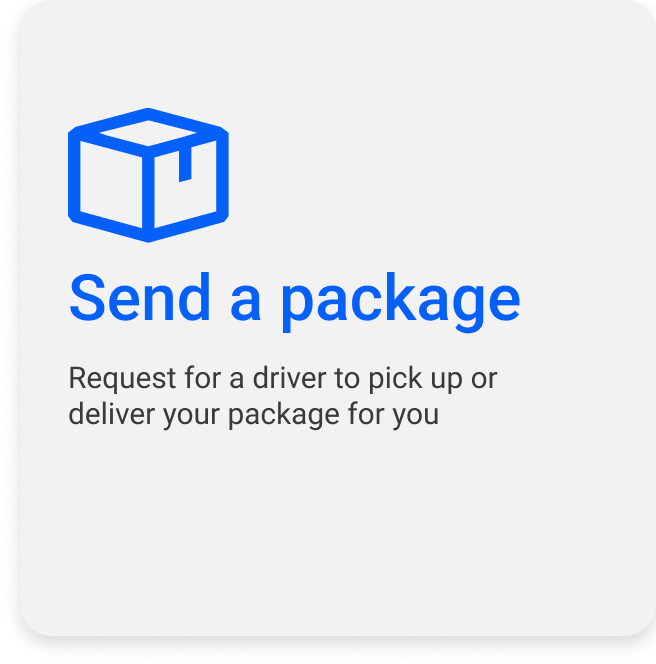 Send a package
Request for a driver to pick up or
deliver your package for you